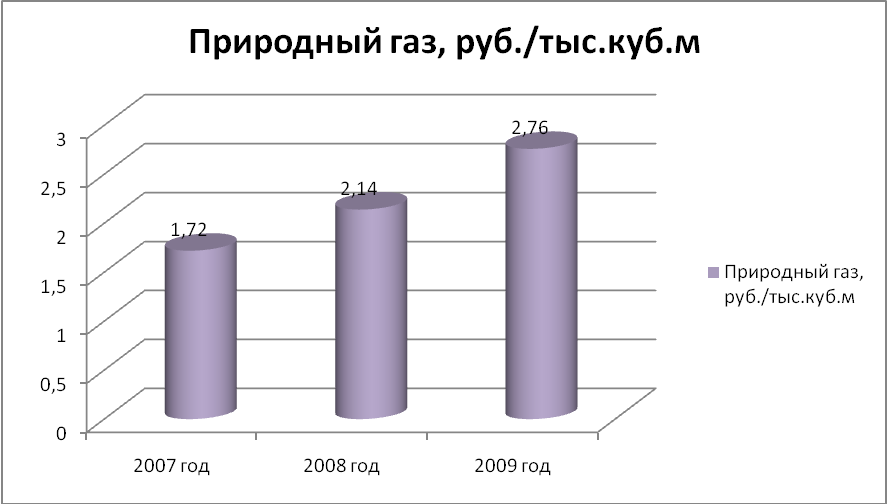 Природный газ, руб./тыс.куб.м
3
2,5
2
1,5
1
0,5
0
1,72
2,14
2,76
2007 год
2008 год
2009 год
Природный газ,
руб./тыс.куб.м